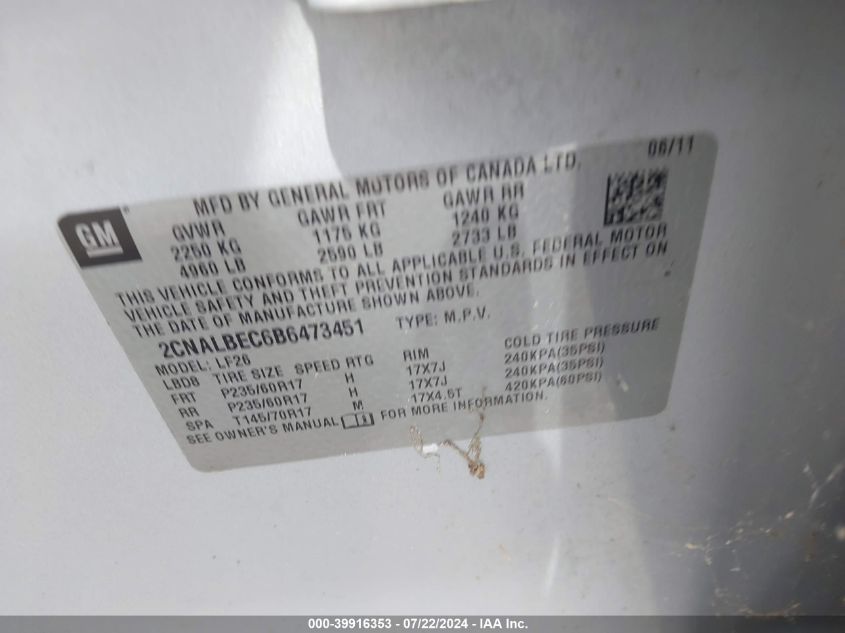 06/11
MFD BY GENERAL MOTORS OF CANADA LTD.
GM
GVWR GAWR FRT GAWR RR
2250 KG 1175 KG 1240 KG
4960 LB 2590 LB 2733 LB
THIS VEHICLE CONFORMS TO ALL APPLICABLE U.S. FEDERAL MOTOR
VEHICLE SAFETY AND THEFT PREVENTION STANDARDS IN EFFECT ON
THE DATE OF MANUFACTURE SHOWN ABOVE.
2CNALBEC6B6473451 TYPE: M.P.V.
MODEL: LF26
LBDB TIRE SIZE SPEED RTG RIM COLD TIRE PRESSURE
FRT P235/60R17 H 17X7J 240KPA(35PSI)
RR P235/60R17 H 17X7J 240KPA(35PSI)
SPA T145/70R17 M 17X4.5T 420KPA(60PSI)
SEE OWNER'S MANUAL FOR MORE INFORMATION.
000-39916353 - 07/22/2024 - IAA Inc.